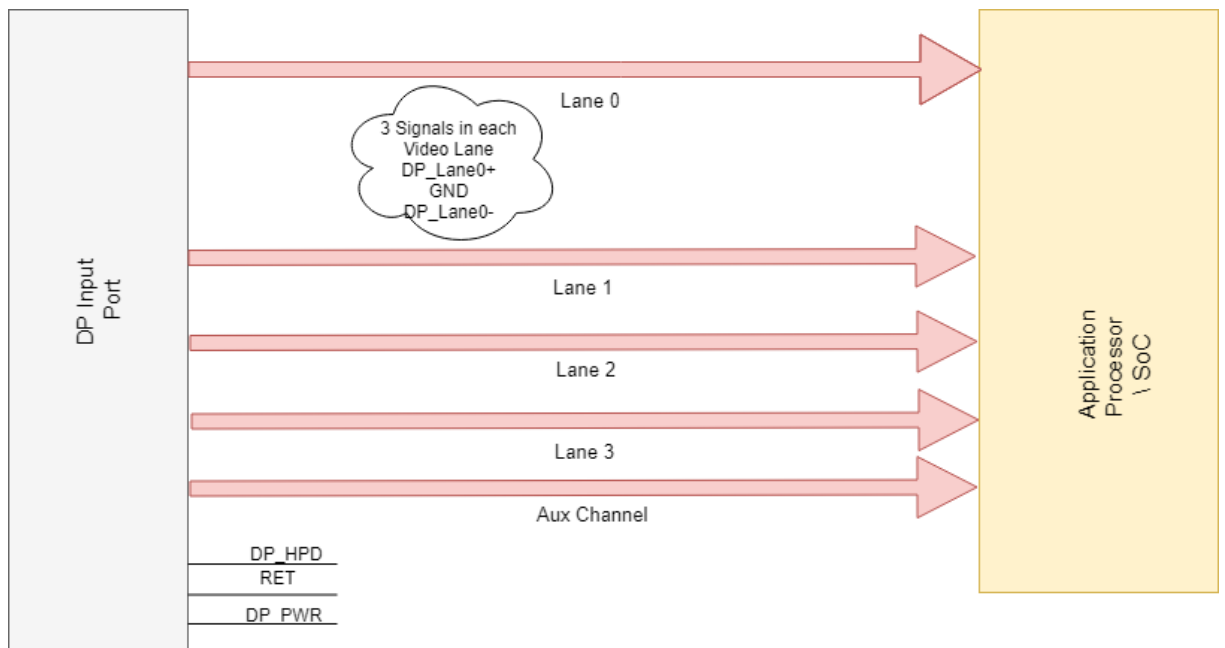 Lane 0
3 Signals in each
Video Lane
DP_Lane0+
GND
DP_Lane0-
DP Input
Port
Lane 1
Application
Processor
\ SoC
Lane 2
Lane 3
Aux Channel
DP_HPD
RET
DP_PWR